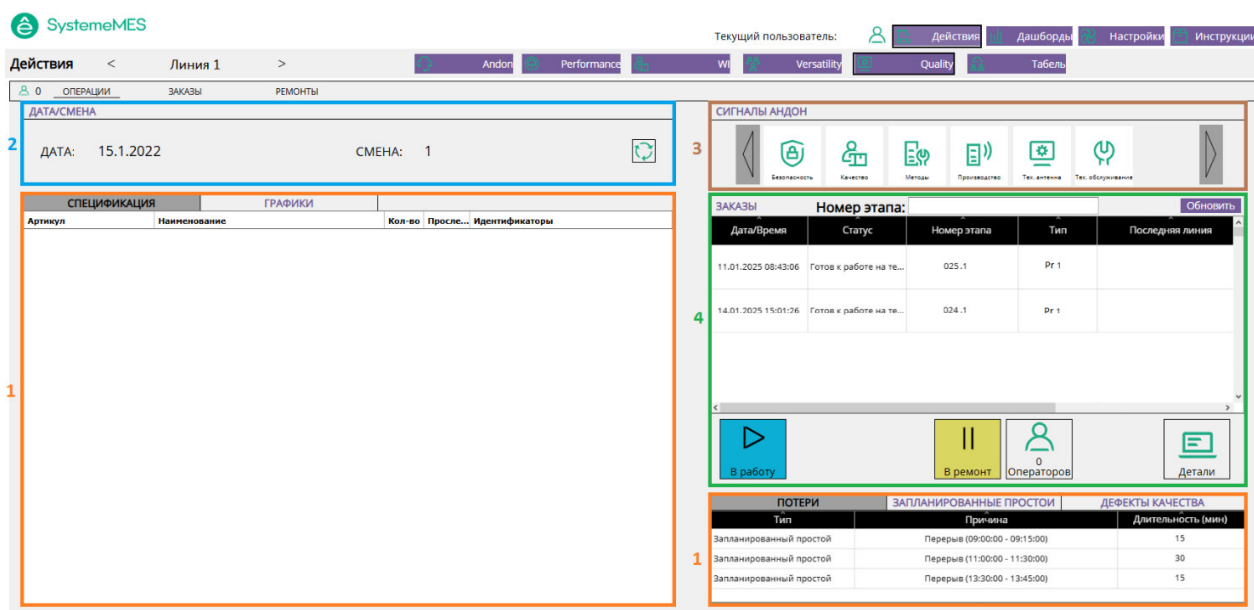 SystemeMES
Текущий пользователь: Действия Дашборды Настройки Инструкции
Действия < Линия 1 > Andon Performance WI Versatility Quality Табель
0 ОПЕРАЦИИ ЗАКАЗЫ РЕМОНТЫ
ДАТА/СМЕНА
2 ДАТА: 15.1.2022 СМЕНА: 1
СПЕЦИФИКАЦИЯ ГРАФИКИ
Артикул Наименование Кол-во Просле... Идентификаторы
1
СИГНАЛЫ АНДОН
3
Безопасность Качество Методы Производство Тех. антенна Тех. обслуживание
ЗАКАЗЫ Номер этапа: Обновить
Дата/Время Статус Номер этапа Тип Последняя линия
11.01.2025 08:43:06 Готов к работе на те... 025.1 Pr 1
14.01.2025 15:01:26 Готов к работе на те... 024.1 Pr 1
4
В работу В ремонт 0 Операторов Детали
ПОТЕРИ ЗАПЛАНИРОВАННЫЕ ПРОСТОИ ДЕФЕКТЫ КАЧЕСТВА
Тип Причина Длительность (мин)
Запланированный простой Перерыв (09:00:00 - 09:15:00) 15
1 Запланированный простой Перерыв (11:00:00 - 11:30:00) 30
Запланированный простой Перерыв (13:30:00 - 13:45:00) 15